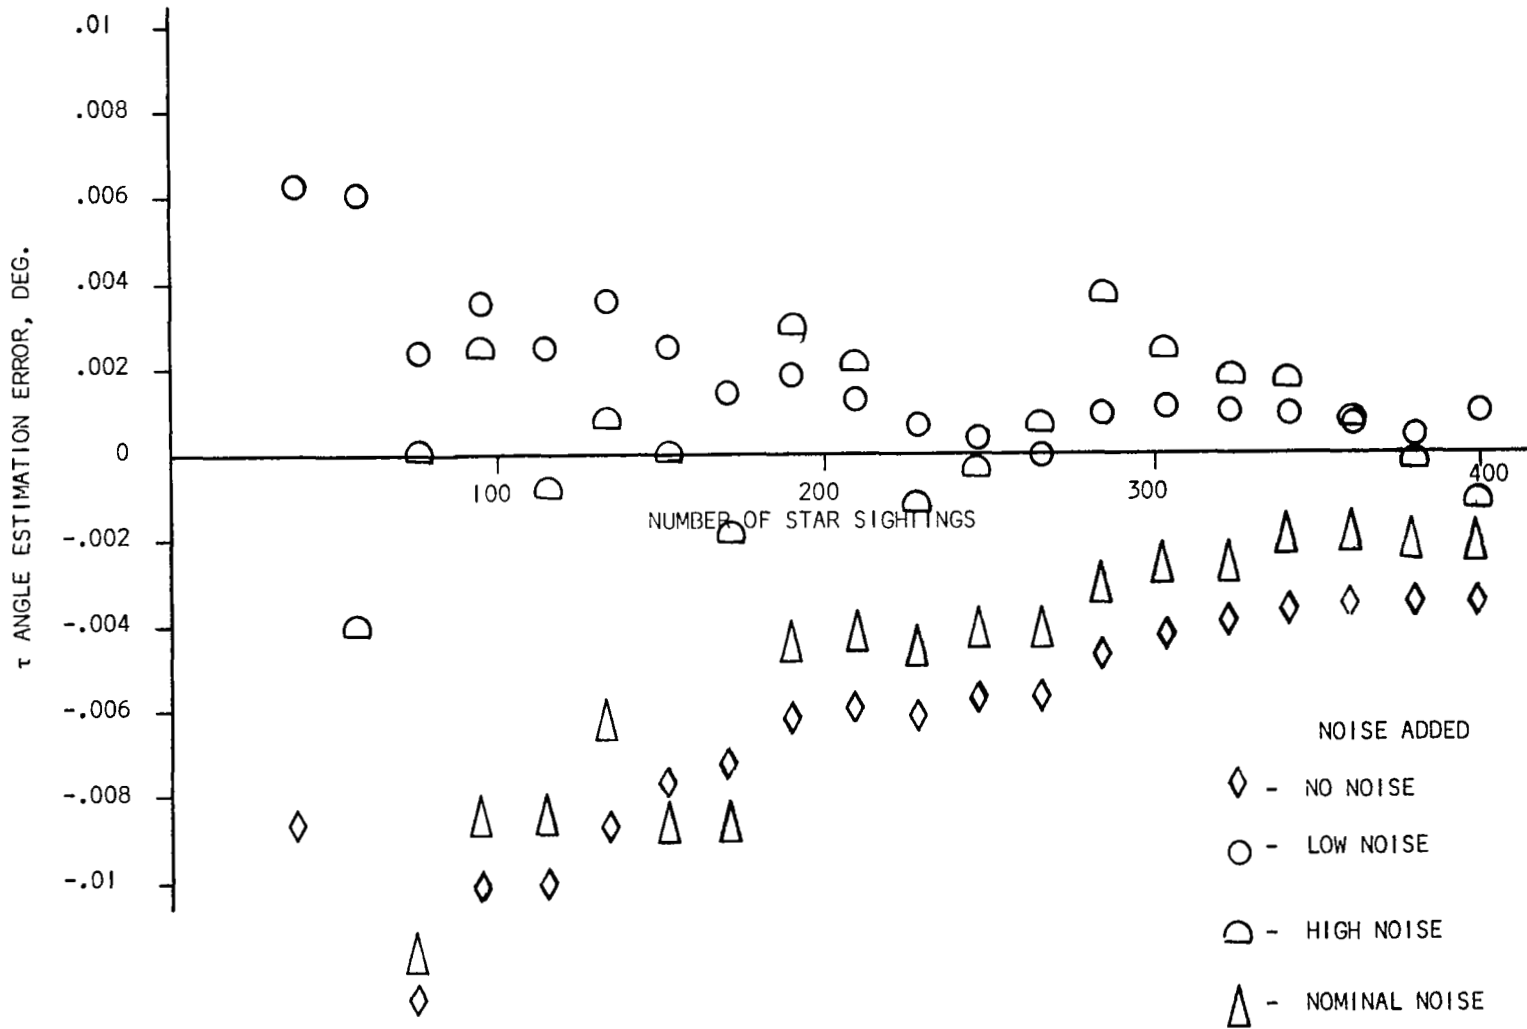 .01
.008
.006
.004
.002
0
-.002
-.004
-.006
-.008
-.01
τ ANGLE ESTIMATION ERROR, DEG.
100
200
300
400
NUMBER OF STAR SIGHTINGS
NOISE ADDED
- NO NOISE
- LOW NOISE
- HIGH NOISE
- NOMINAL NOISE